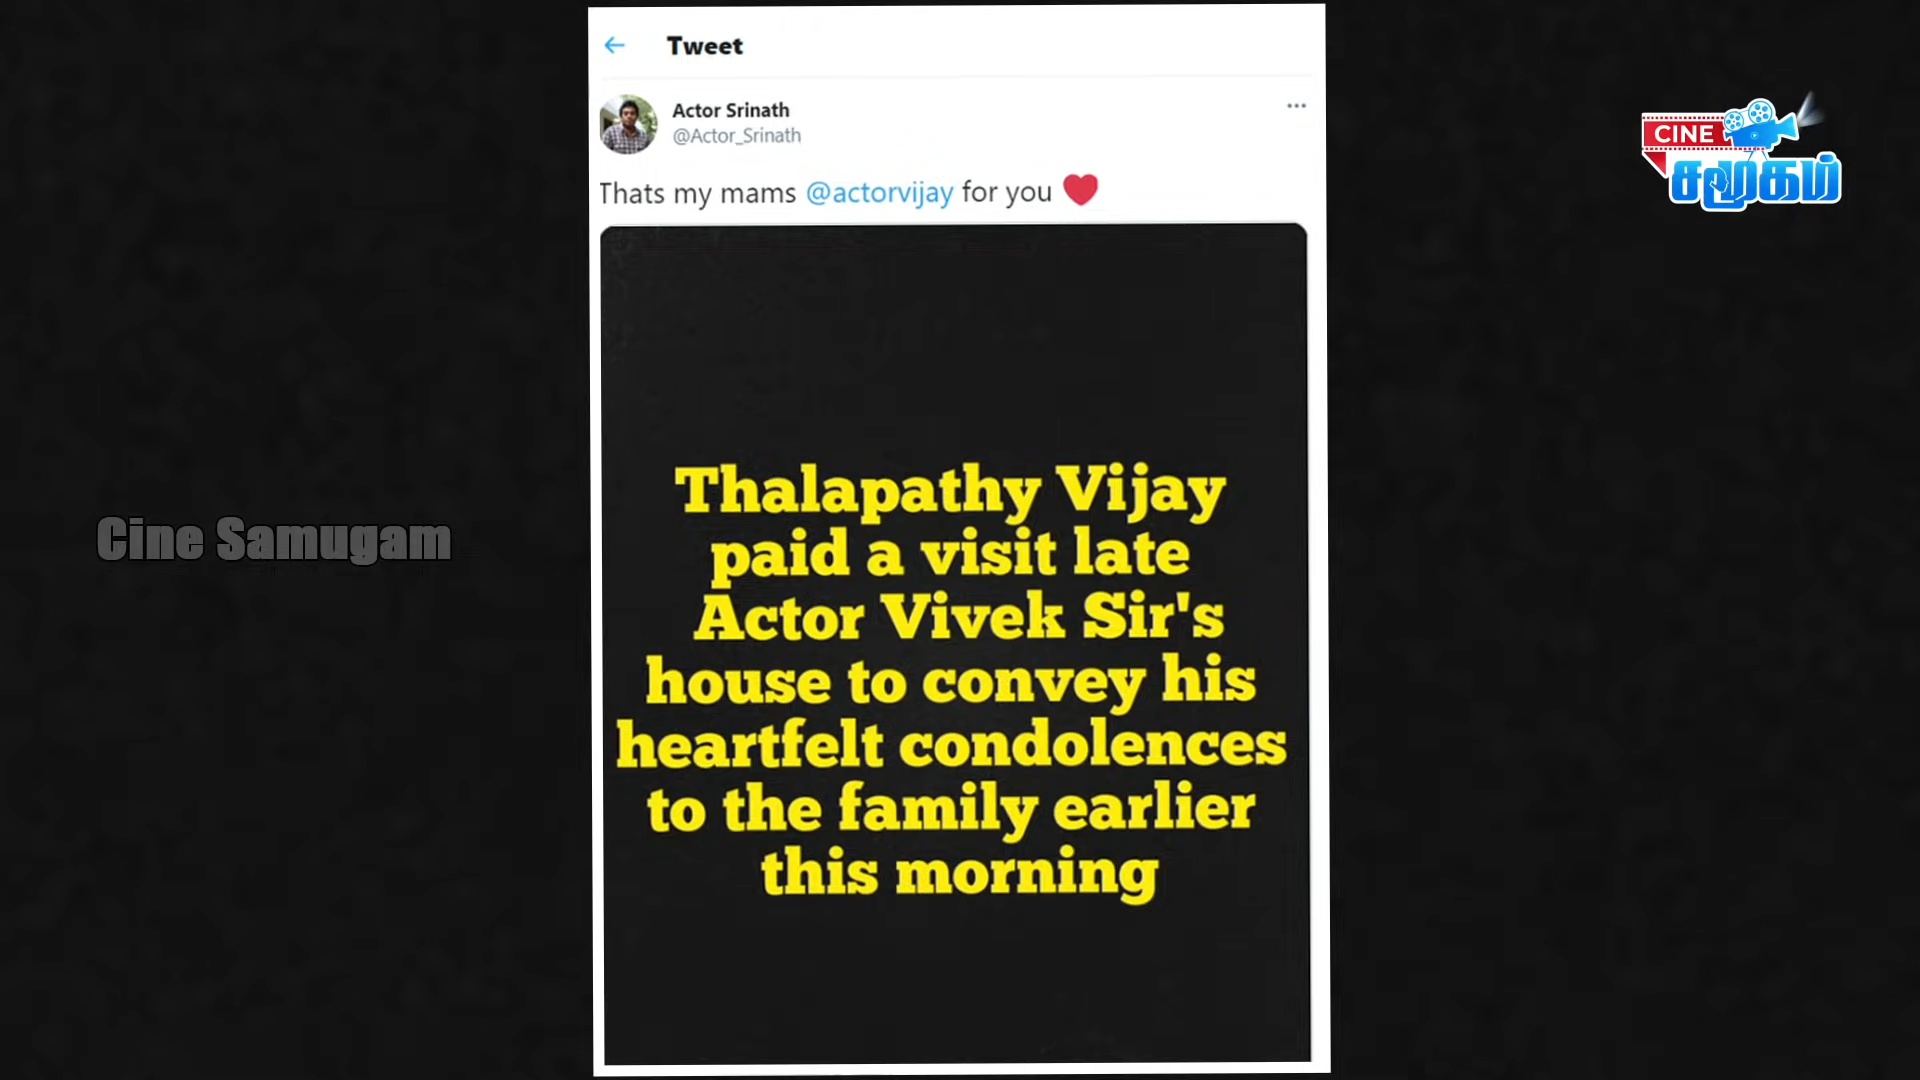 Tweet
Actor Srinath
@Actor_Srinath
Thats my mams @actorvijay for you ❤
CINE
சமூகம்
Thalapathy Vijay
paid a visit late
Actor Vivek Sir's
house to convey his
heartfelt condolences
to the family earlier
this morning
Cine Samugam